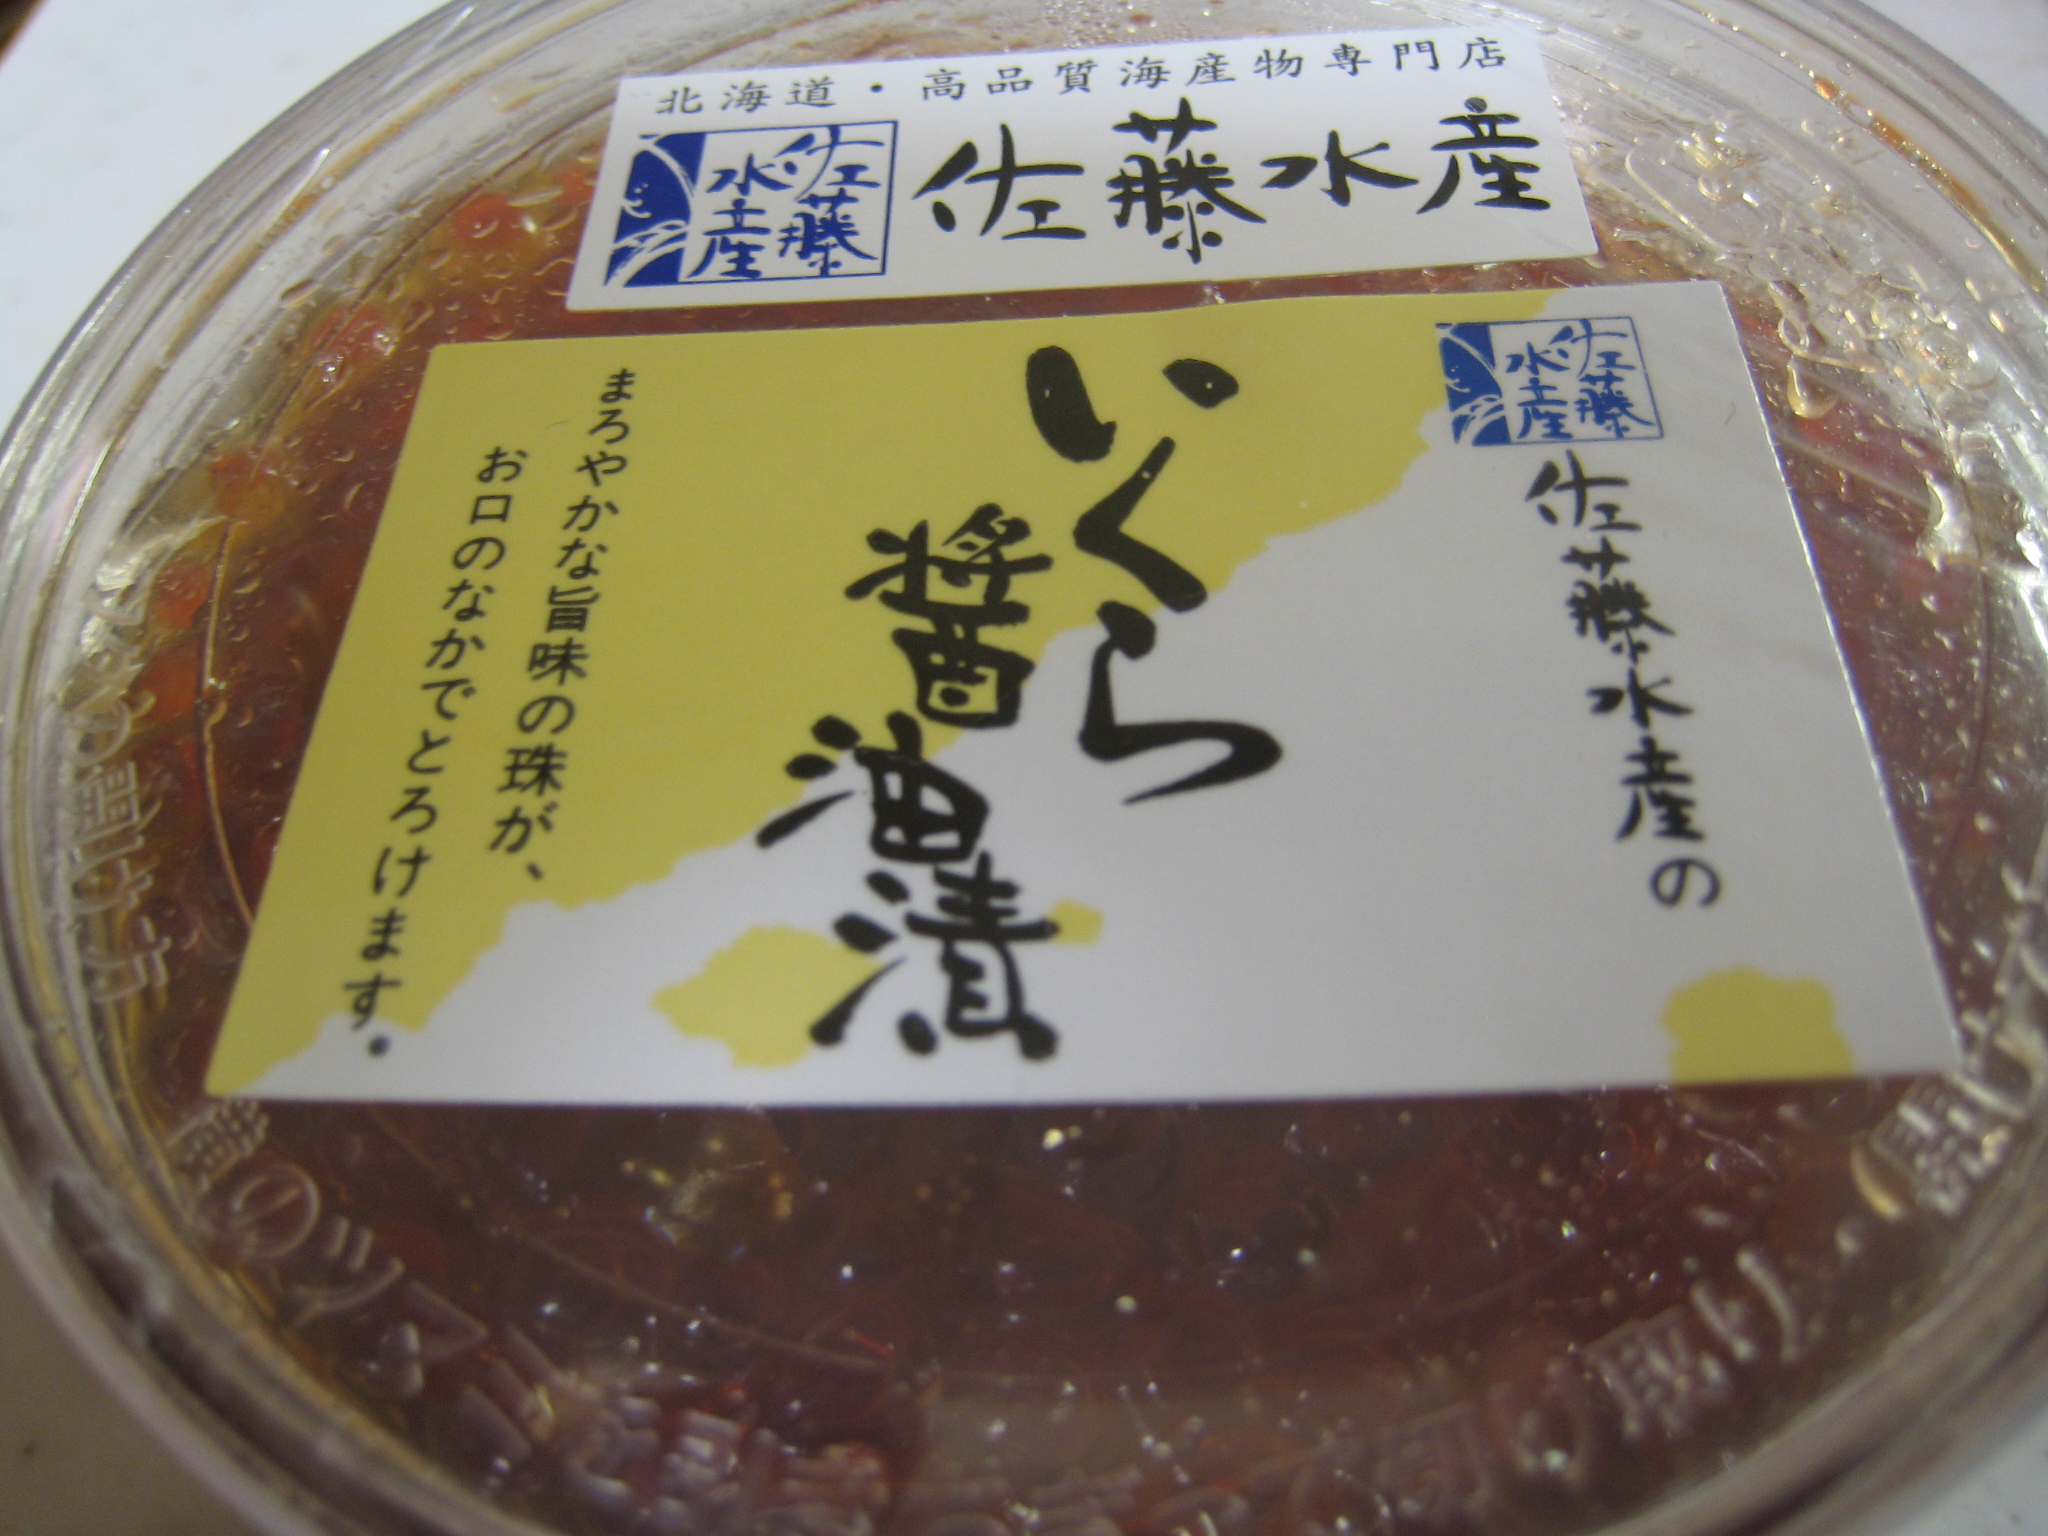 北海道・高品質海産物専門店
佐藤水産
佐藤
水産
佐藤
水産
佐藤水産の
いくら
醤油漬
まろやかな旨味の珠が、
お口のなかでとろけます。